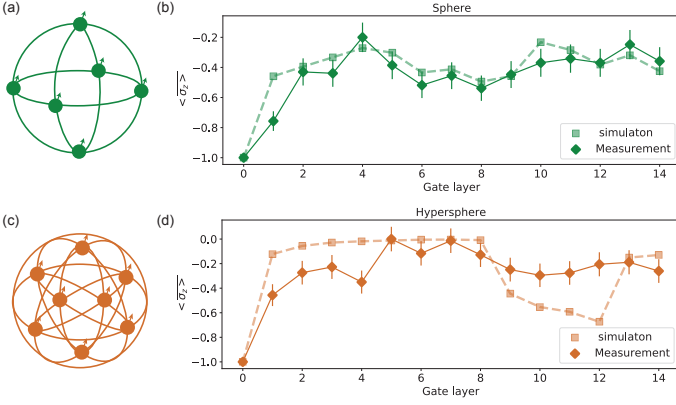 (a)
(b)
Sphere
−0.2
−0.4
−0.6
−0.8
−1.0
< σz >
0 2 4 6 8 10 12 14
Gate layer
simulaton
Measurement
(c)
(d)
Hypersphere
0.0
−0.2
−0.4
−0.6
−0.8
−1.0
< σz >
0 2 4 6 8 10 12 14
Gate layer
simulaton
Measurement